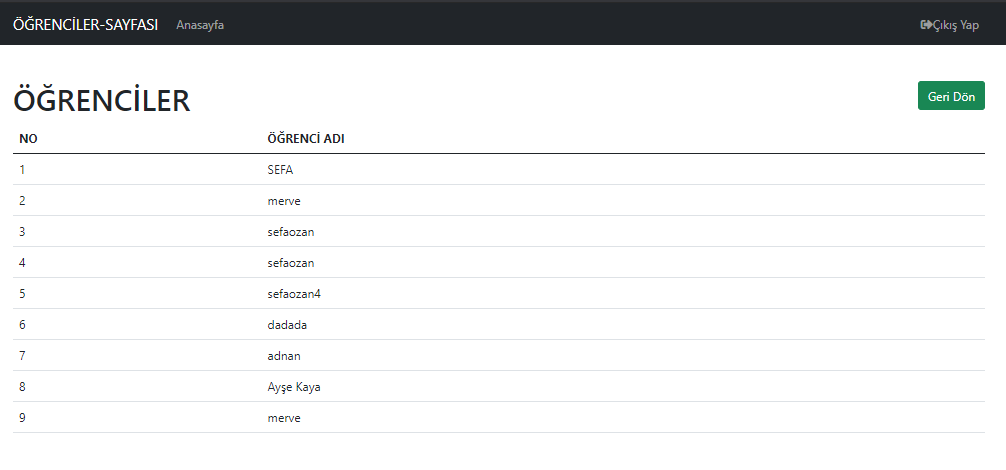 ÖĞRENCİLER-SAYFASI Anasayfa Çıkış Yap
ÖĞRENCİLER Geri Dön
NO ÖĞRENCİ ADI
1 SEFA
2 merve
3 sefaozan
4 sefaozan
5 sefaozan4
6 dadada
7 adnan
8 Ayşe Kaya
9 merve